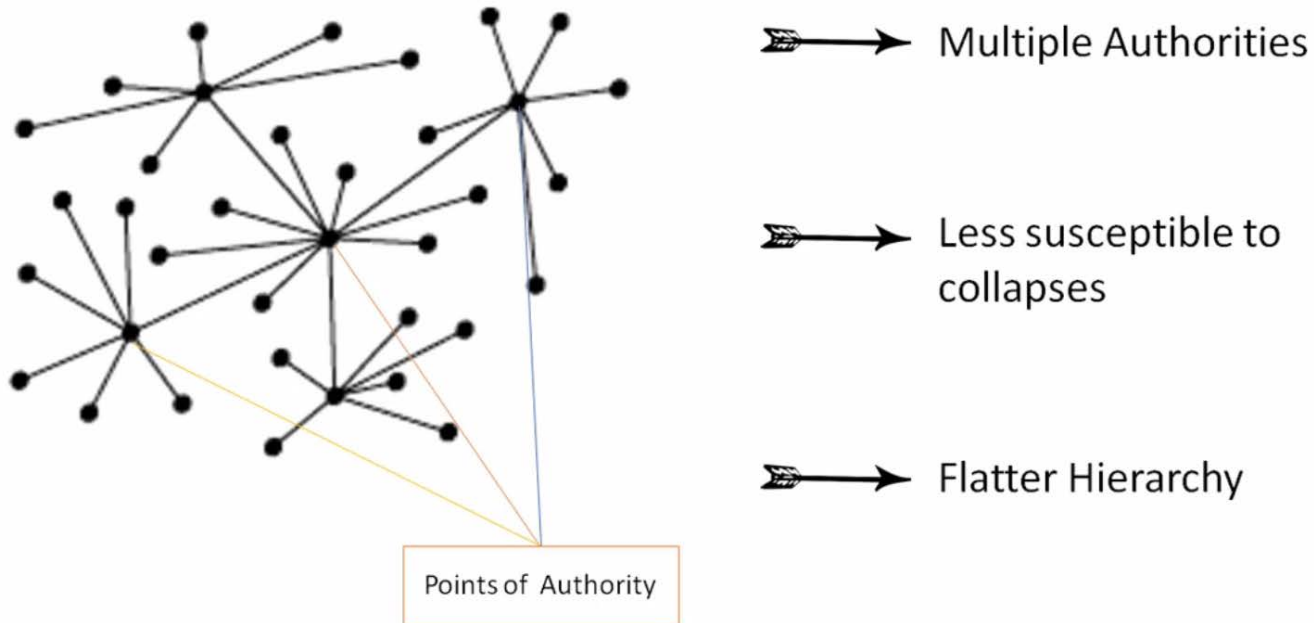 Multiple Authorities
Less susceptible to
collapses
Flatter Hierarchy
Points of Authority